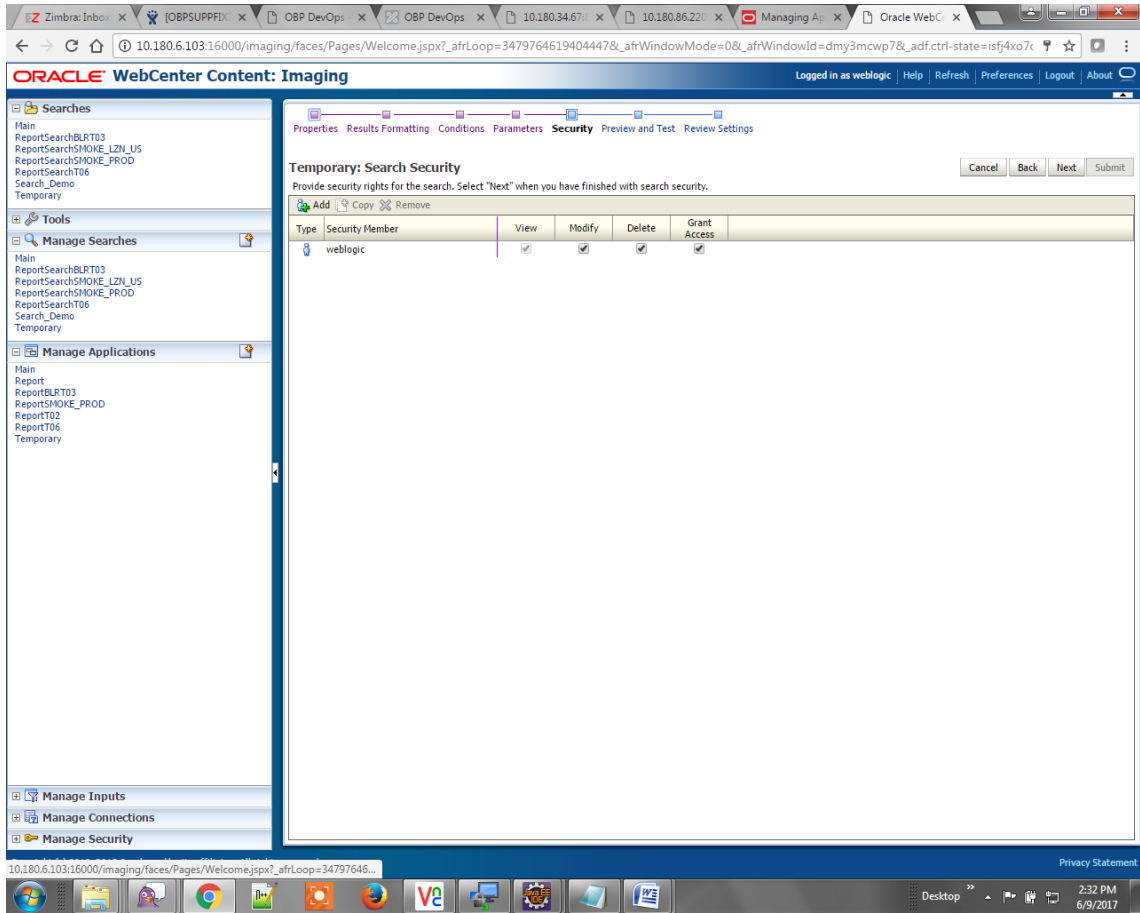 Zimbra: Inbo
[OBPSUPPFIX
OBP DevOps
OBP DevOps
10.180.34.67:
10.180.86.220
Managing Ap
Oracle WebCe
10.180.6.103:16000/imaging/faces/Pages/Welcome.jspx?_afrLoop=3479764619404447&_afrWindowMode=0&_afrWindowId=dmy3mcwp7&_adf.ctrl-state=isfj4xo7c
ORACLE WebCenter Content: Imaging
Logged in as weblogic Help Refresh Preferences Logout About
Searches
Main
ReportSearchBLRT03
ReportSearchSMOKE_LZN_US
ReportSearchSMOKE_PROD
ReportSearchT06
Search_Demo
Temporary
Tools
Manage Searches
Main
ReportSearchBLRT03
ReportSearchSMOKE_LZN_US
ReportSearchSMOKE_PROD
ReportSearchT06
Search_Demo
Temporary
Manage Applications
Main
Report
ReportBLRT03
ReportSMOKE_PROD
ReportT02
ReportT06
Temporary
Manage Inputs
Manage Connections
Manage Security
Properties Results Formatting Conditions Parameters Security Preview and Test Review Settings
Temporary: Search Security
Cancel Back Next Submit
Provide security rights for the search. Select "Next" when you have finished with search security.
Add Copy Remove
Type Security Member View Modify Delete Grant Access
weblogic
Privacy Statement
10.180.6.103:16000/imaging/faces/Pages/Welcome.jspx?_afrLoop=34797646...
Desktop
2:32 PM
6/9/2017